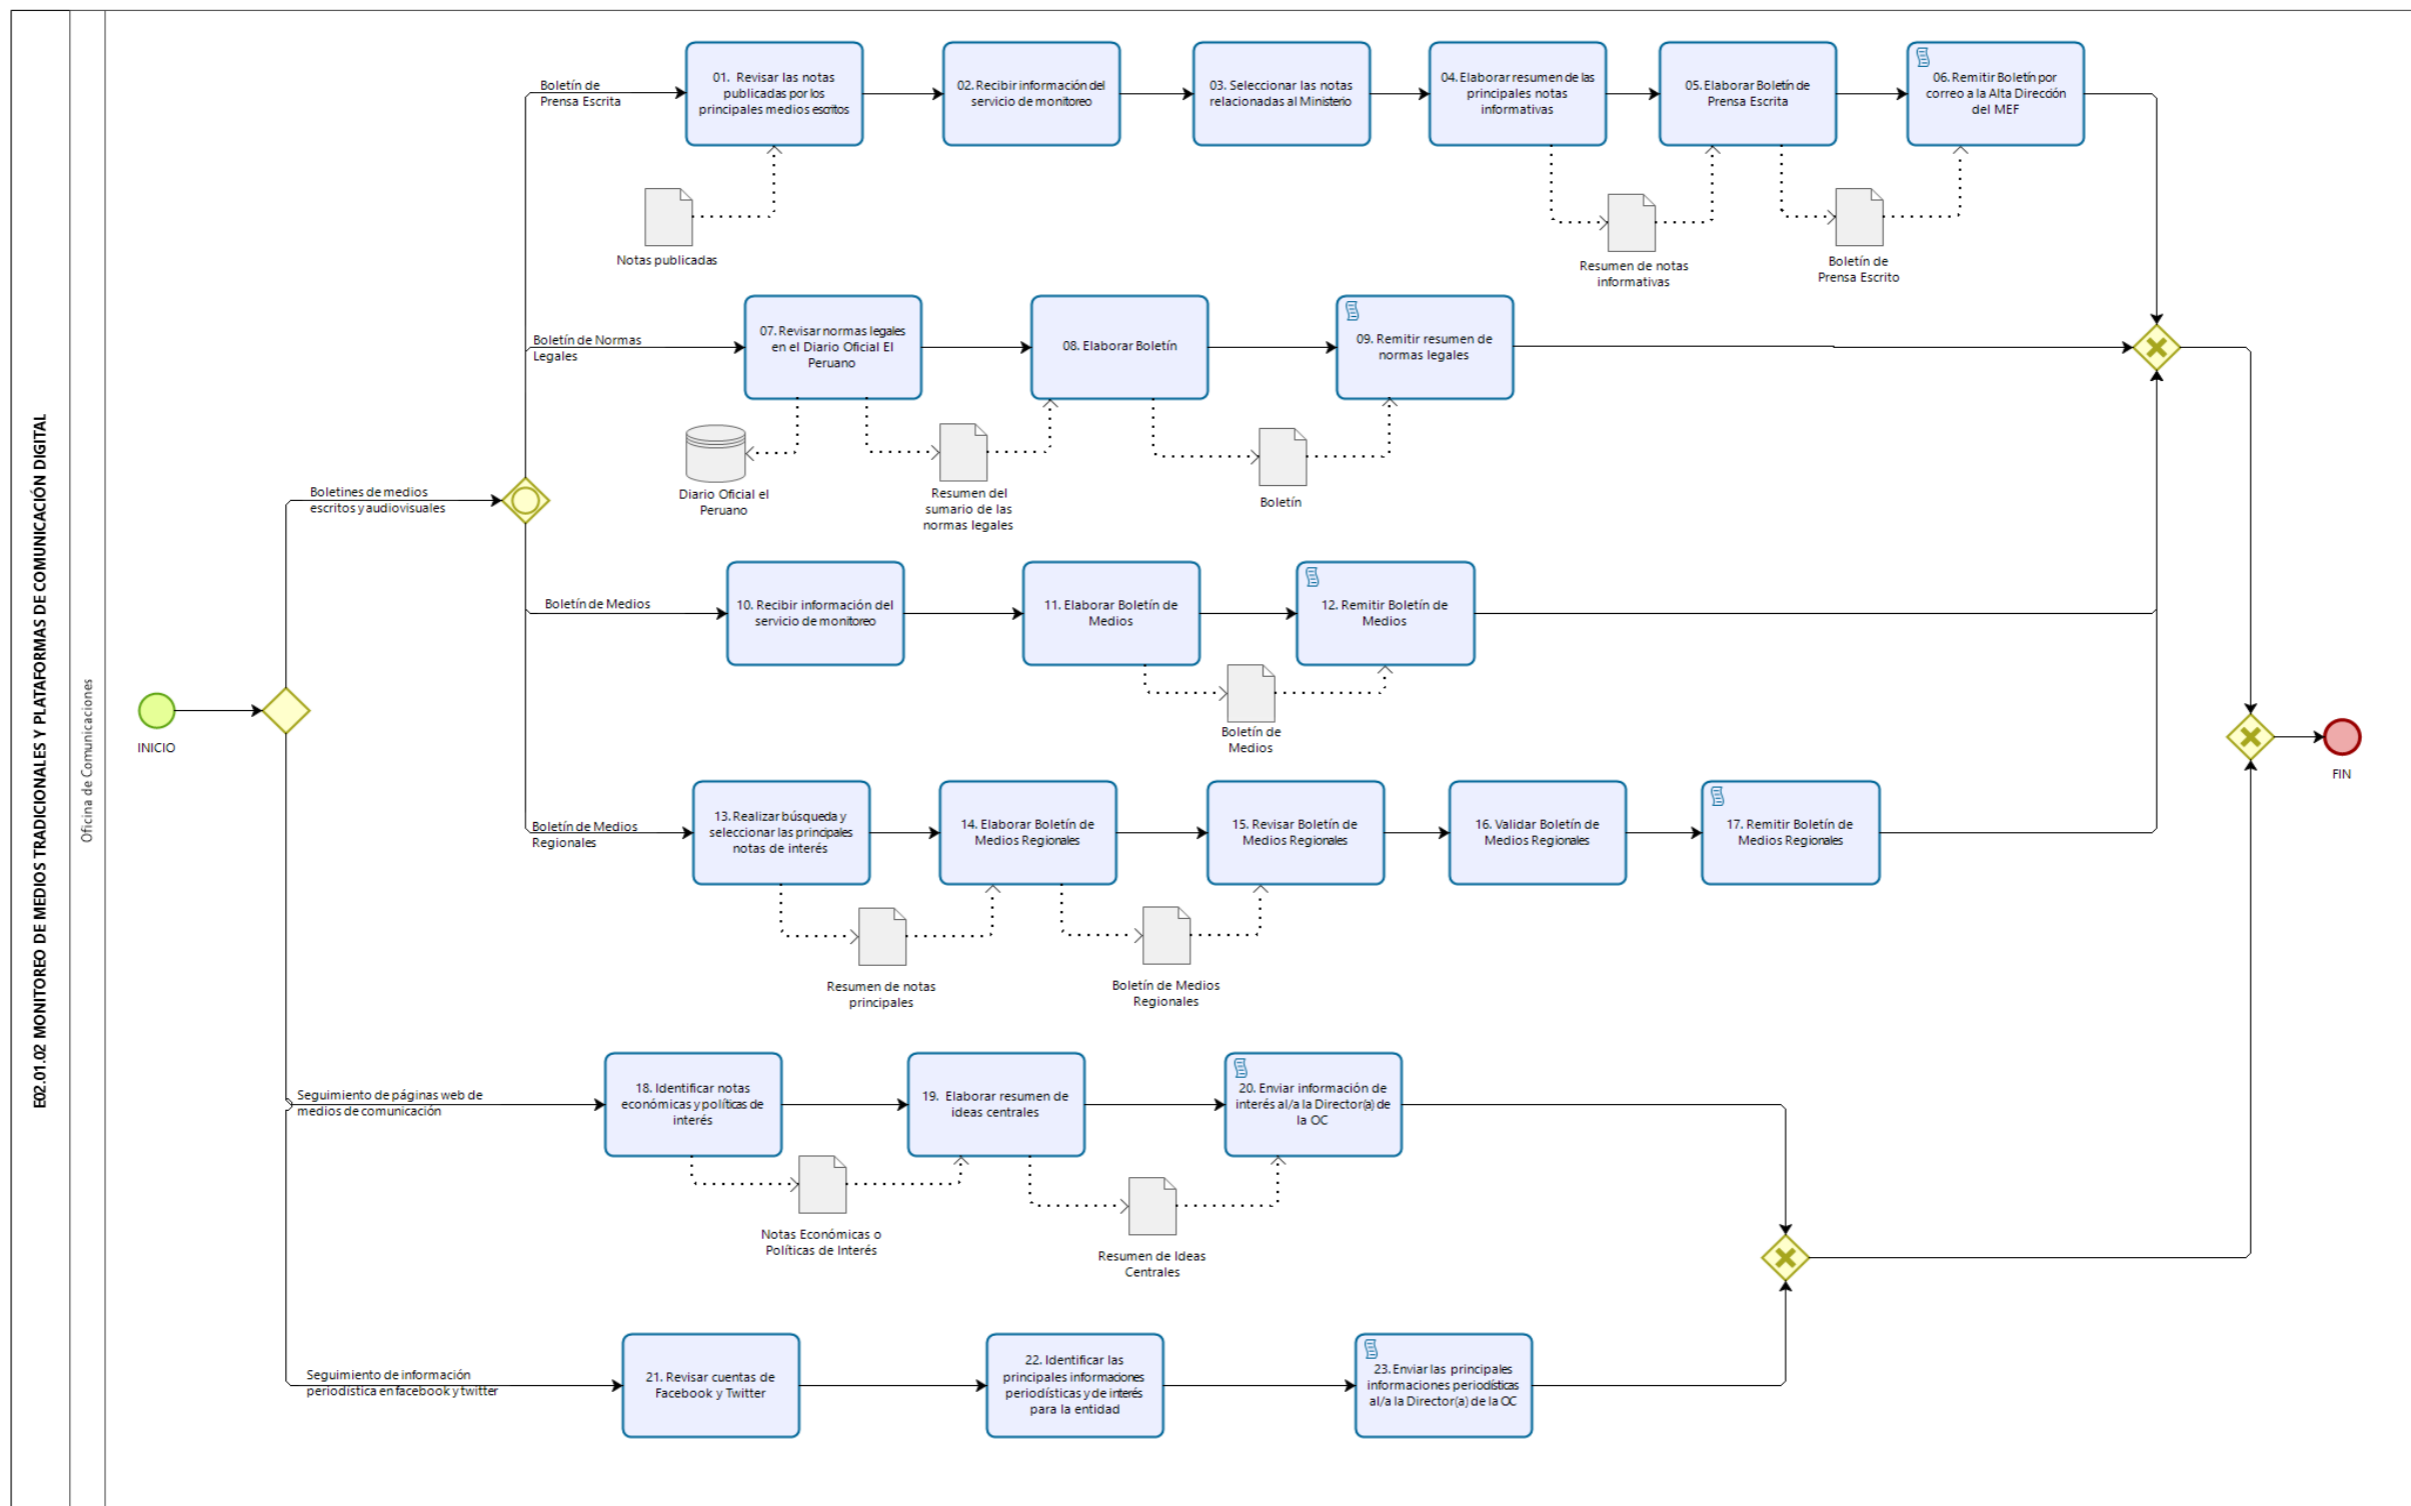 E02.01.02 MONITOREO DE MEDIOS TRADICIONALES Y PLATAFORMAS DE COMUNICACIÓN DIGITAL
Oficina de Comunicaciones
INICIO
Boletines de medios
escritos y audiovisuales
Boletín de
Prensa Escrita
01. Revisar las notas
publicadas por los
principales medios escritos
02. Recibir información del
servicio de monitoreo
03. Seleccionar las notas
relacionadas al Ministerio
04. Elaborar resumen de las
principales notas
informativas
05. Elaborar Boletín de
Prensa Escrita
06. Remitir Boletín por
correo a la Alta Dirección
del MEF
Notas publicadas
Resumen de notas
informativas
Boletín de
Prensa Escrito
Boletín de Normas
Legales
07. Revisar normas legales
en el Diario Oficial El
Peruano
08. Elaborar Boletín
09. Remitir resumen de
normas legales
Diario Oficial el
Peruano
Resumen del
sumario de las
normas legales
Boletín
Boletín de Medios
10. Recibir información del
servicio de monitoreo
11. Elaborar Boletín de
Medios
12. Remitir Boletín de
Medios
Boletín de
Medios
Boletín de Medios
Regionales
13. Realizar búsqueda y
seleccionar las principales
notas de interés
14. Elaborar Boletín de
Medios Regionales
15. Revisar Boletín de
Medios Regionales
16. Validar Boletín de
Medios Regionales
17. Remitir Boletín de
Medios Regionales
Resumen de notas
principales
Boletín de Medios
Regionales
FIN
Seguimiento de páginas web de
medios de comunicación
18. Identificar notas
económicas y políticas de
interés
19. Elaborar resumen de
ideas centrales
20. Enviar información de
interés al/a la Director(a) de
la OC
Notas Económicas o
Políticas de Interés
Resumen de Ideas
Centrales
Seguimiento de información
periodística en facebook y twitter
21. Revisar cuentas de
Facebook y Twitter
22. Identificar las
principales informaciones
periodísticas y de interés
para la entidad
23. Enviar las principales
informaciones periodísticas
al/a la Director(a) de la OC